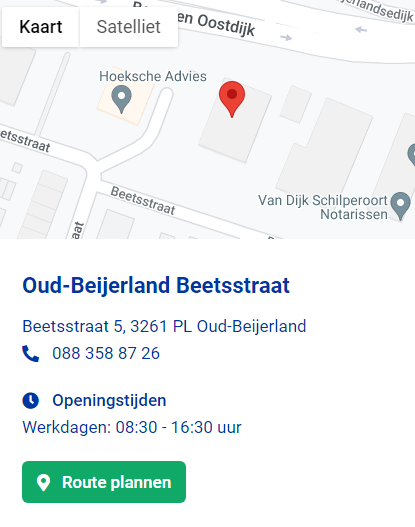 Kaart
Satelliet
en Oostdijk
Hoeksche Advies
Beetsstraat
Van Dijk Schilperoort
Notarissen
Oud-Beijerland Beetsstraat
Beetsstraat 5, 3261 PL Oud-Beijerland
088 358 87 26
Openingstijden
Werkdagen: 08:30 - 16:30 uur
Route plannen